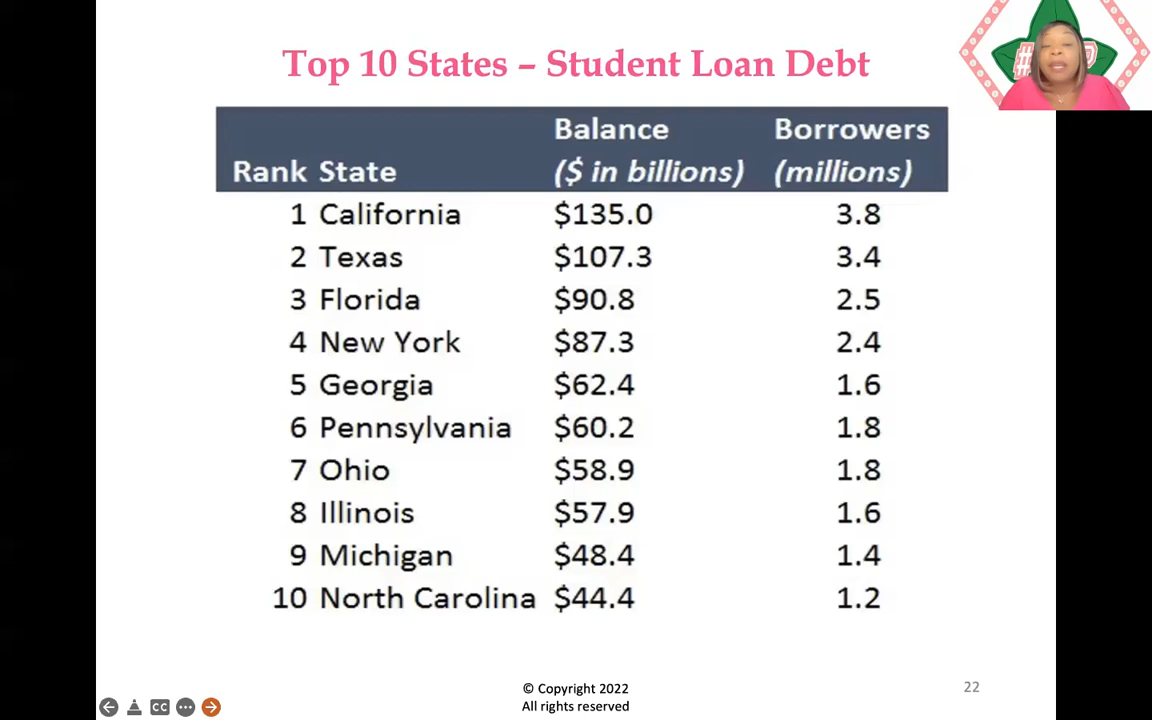 Top 10 States – Student Loan Debt
Balance Borrowers
Rank State ($ in billions) (millions)
1 California $135.0 3.8
2 Texas $107.3 3.4
3 Florida $90.8 2.5
4 New York $87.3 2.4
5 Georgia $62.4 1.6
6 Pennsylvania $60.2 1.8
7 Ohio $58.9 1.8
8 Illinois $57.9 1.6
9 Michigan $48.4 1.4
10 North Carolina $44.4 1.2
© Copyright 2022
All rights reserved
22
CC